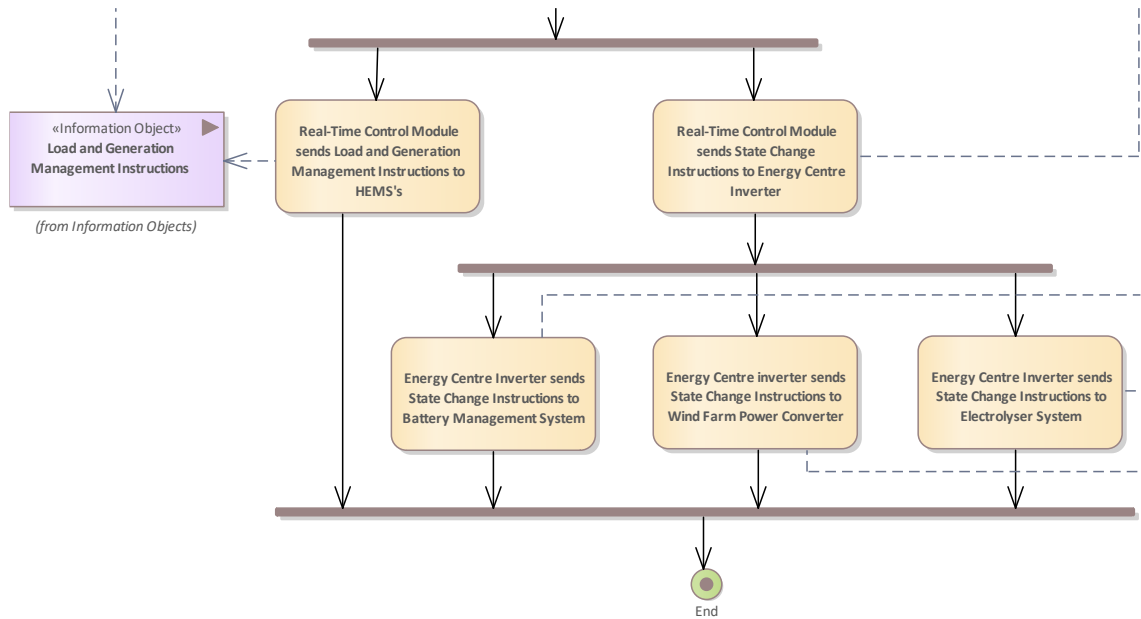 «Information Object»
Load and Generation
Management Instructions
(from Information Objects)
Real-Time Control Module
sends Load and Generation
Management Instructions to
HEMS's
Real-Time Control Module
sends State Change
Instructions to Energy Centre
Inverter
Energy Centre Inverter sends
State Change Instructions to
Battery Management System
Energy Centre inverter sends
State Change Instructions to
Wind Farm Power Converter
Energy Centre Inverter sends
State Change Instructions to
Electrolyser System
End